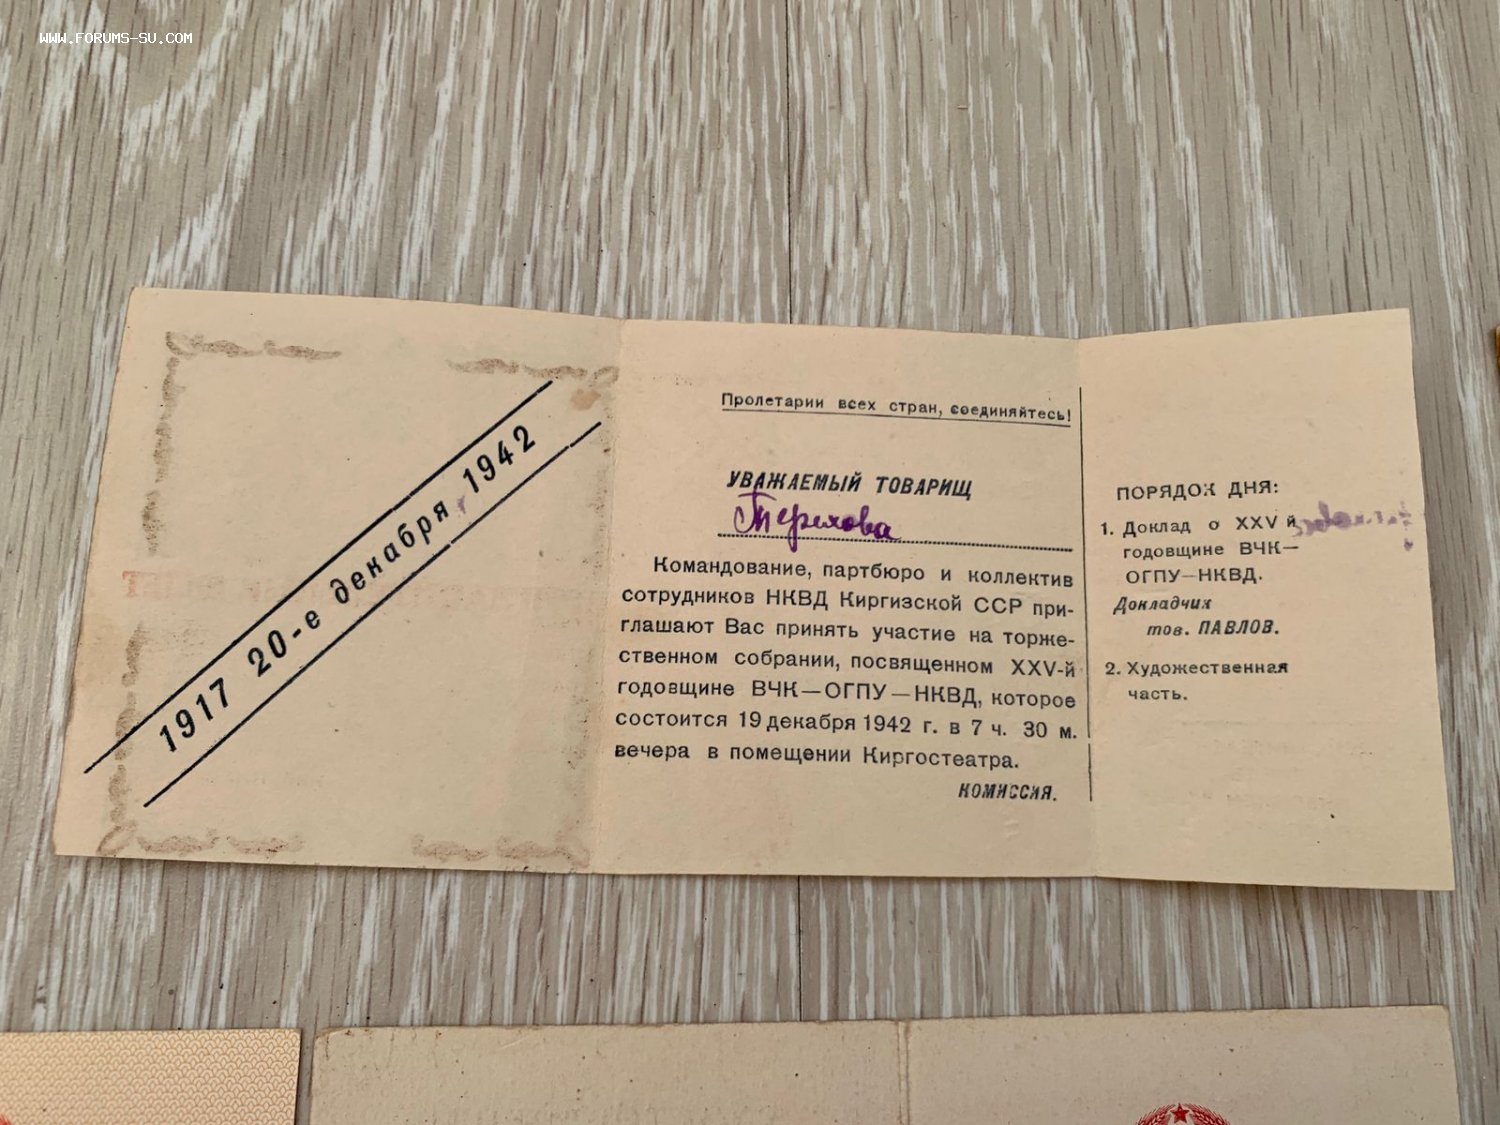 WWW.FORUMS-SU.COM
1917 20-е декабря 1942
Пролетарии всех стран, соединяйтесь!
УВАЖАЕМЫЙ ТОВАРИЩ
Терехова
Командование, партбюро и коллектив
сотрудников НКВД Киргизской ССР при-
глашают Вас принять участие на торже-
ственном собрании, посвященном XXV-й
годовщине ВЧК—ОГПУ—НКВД, которое
состоится 19 декабря 1942 г. в 7 ч. 30 м.
вечера в помещении Киргостеатра.
КОМИССИЯ.
ПОРЯДОК ДНЯ:
1. Доклад о XXV й
годовщине ВЧК—
ОГПУ—НКВД.
Докладчик
тов. ПАВЛОВ.
2. Художественная
часть.